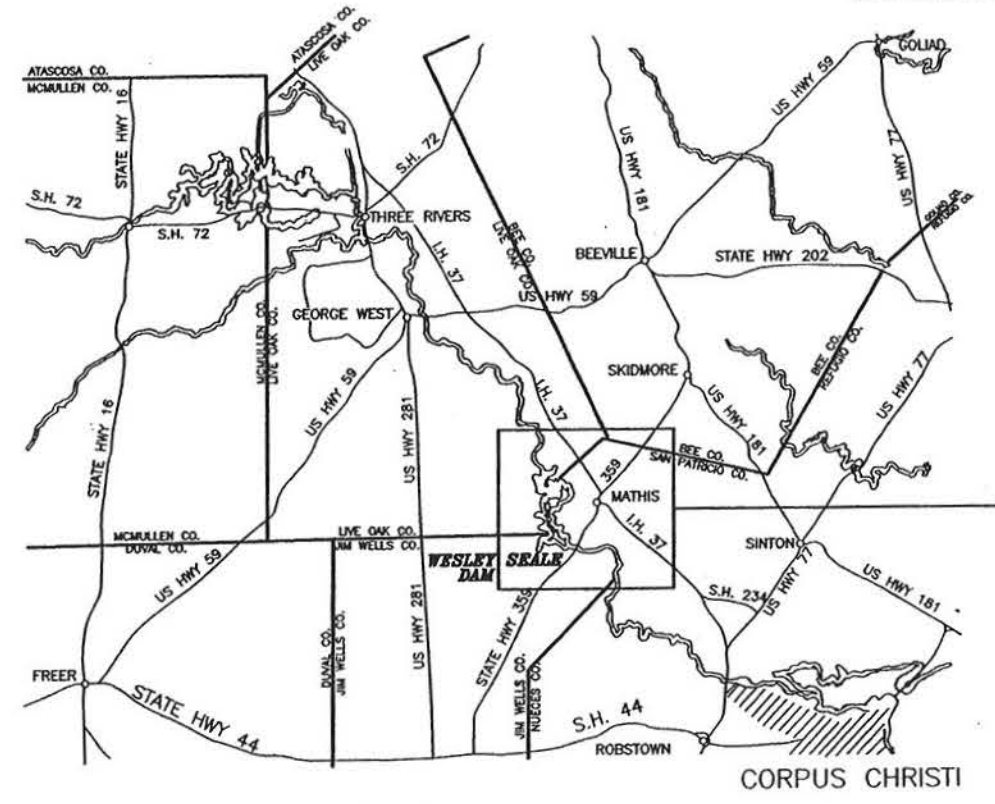 ATASCOSA CO.
LIVE OAK CO.
ATASCOSA CO.
MCMULLEN CO.
STATE HWY 16
S.H. 72
S.H. 72
S.H. 72
THREE RIVERS
I.H. 37
GOLIAD
US HWY 59
US HWY 181
US HWY 77
GOLIAD CO.
REFUGIO CO.
BEE CO.
LIVE OAK CO.
BEEVILLE
STATE HWY 202
US HWY 59
GEORGE WEST
MCMULLEN CO.
LIVE OAK CO.
US HWY 59
STATE HWY 16
US HWY 281
I.H. 37
SKIDMORE
US HWY 181
BEE CO.
REFUGIO CO.
US HWY 77
BEE CO.
SAN PATRICIO CO.
359
MATHIS
I.H. 37
MCMULLEN CO.
DUVAL CO.
LIVE OAK CO.
JIM WELLS CO.
WESLEY SEALE
DAM
SINTON
US HWY 59
US HWY 77
US HWY 181
S.H. 234
STATE HWY 359
US HWY 281
DUVAL CO.
JIM WELLS CO.
JIM WELLS CO.
NUECES CO.
FREER
STATE HWY 44
S.H. 44
ROBSTOWN
CORPUS CHRISTI